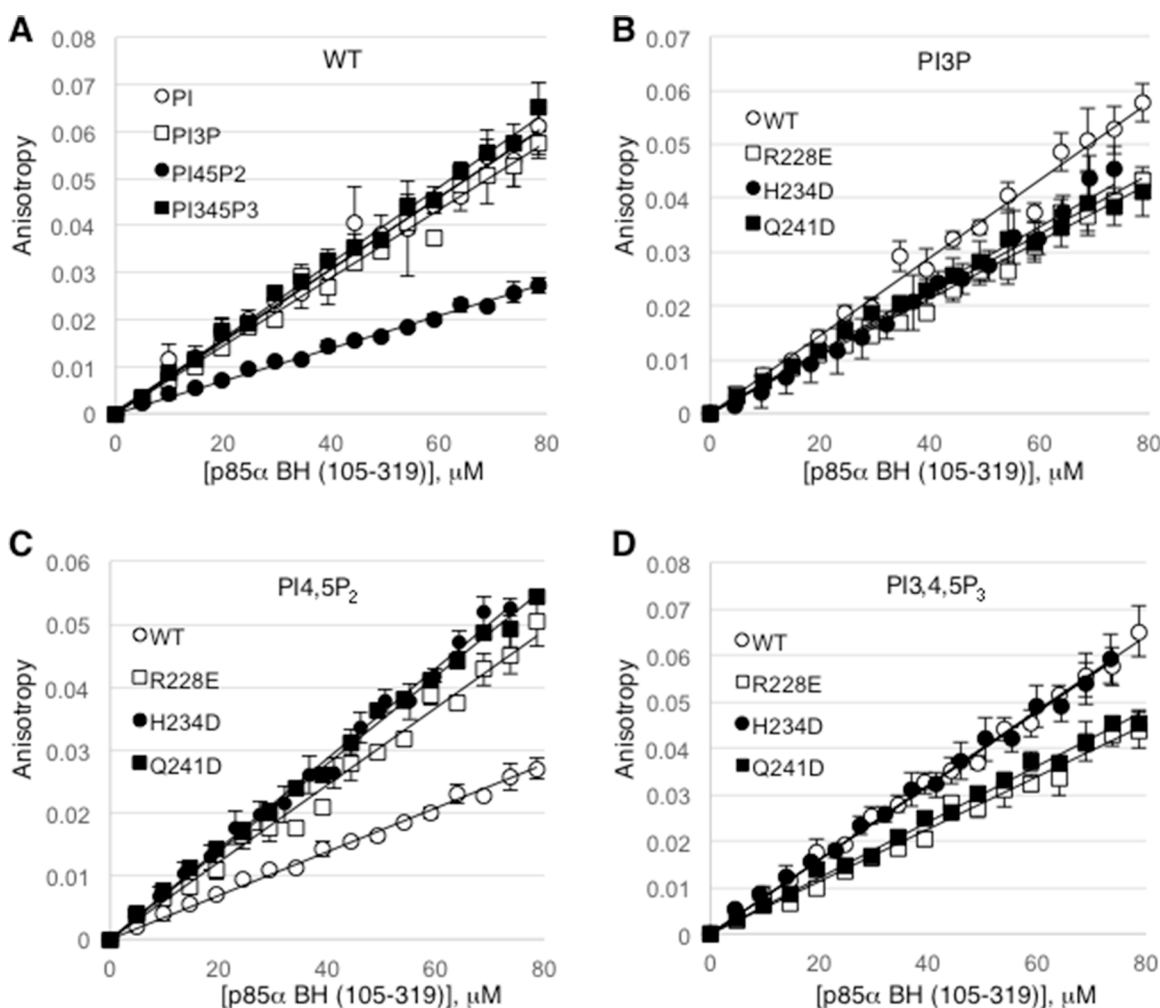 A
WT
0.08
0.07
0.06
0.05
0.04
0.03
0.02
0.01
0
Anisotropy
PI
PI3P
PI45P2
PI345P3
0 20 40 60 80
[p85α BH (105-319)], μM
B
PI3P
0.07
0.06
0.05
0.04
0.03
0.02
0.01
0
Anisotropy
WT
R228E
H234D
Q241D
0 20 40 60 80
[p85α BH (105-319)], μM
C
PI4,5P2
0.06
0.05
0.04
0.03
0.02
0.01
0
Anisotropy
WT
R228E
H234D
Q241D
0 20 40 60 80
[p85α BH (105-319)], μM
D
PI3,4,5P3
0.08
0.07
0.06
0.05
0.04
0.03
0.02
0.01
0
Anisotropy
WT
R228E
H234D
Q241D
0 20 40 60 80
[p85α BH (105-319)], μM